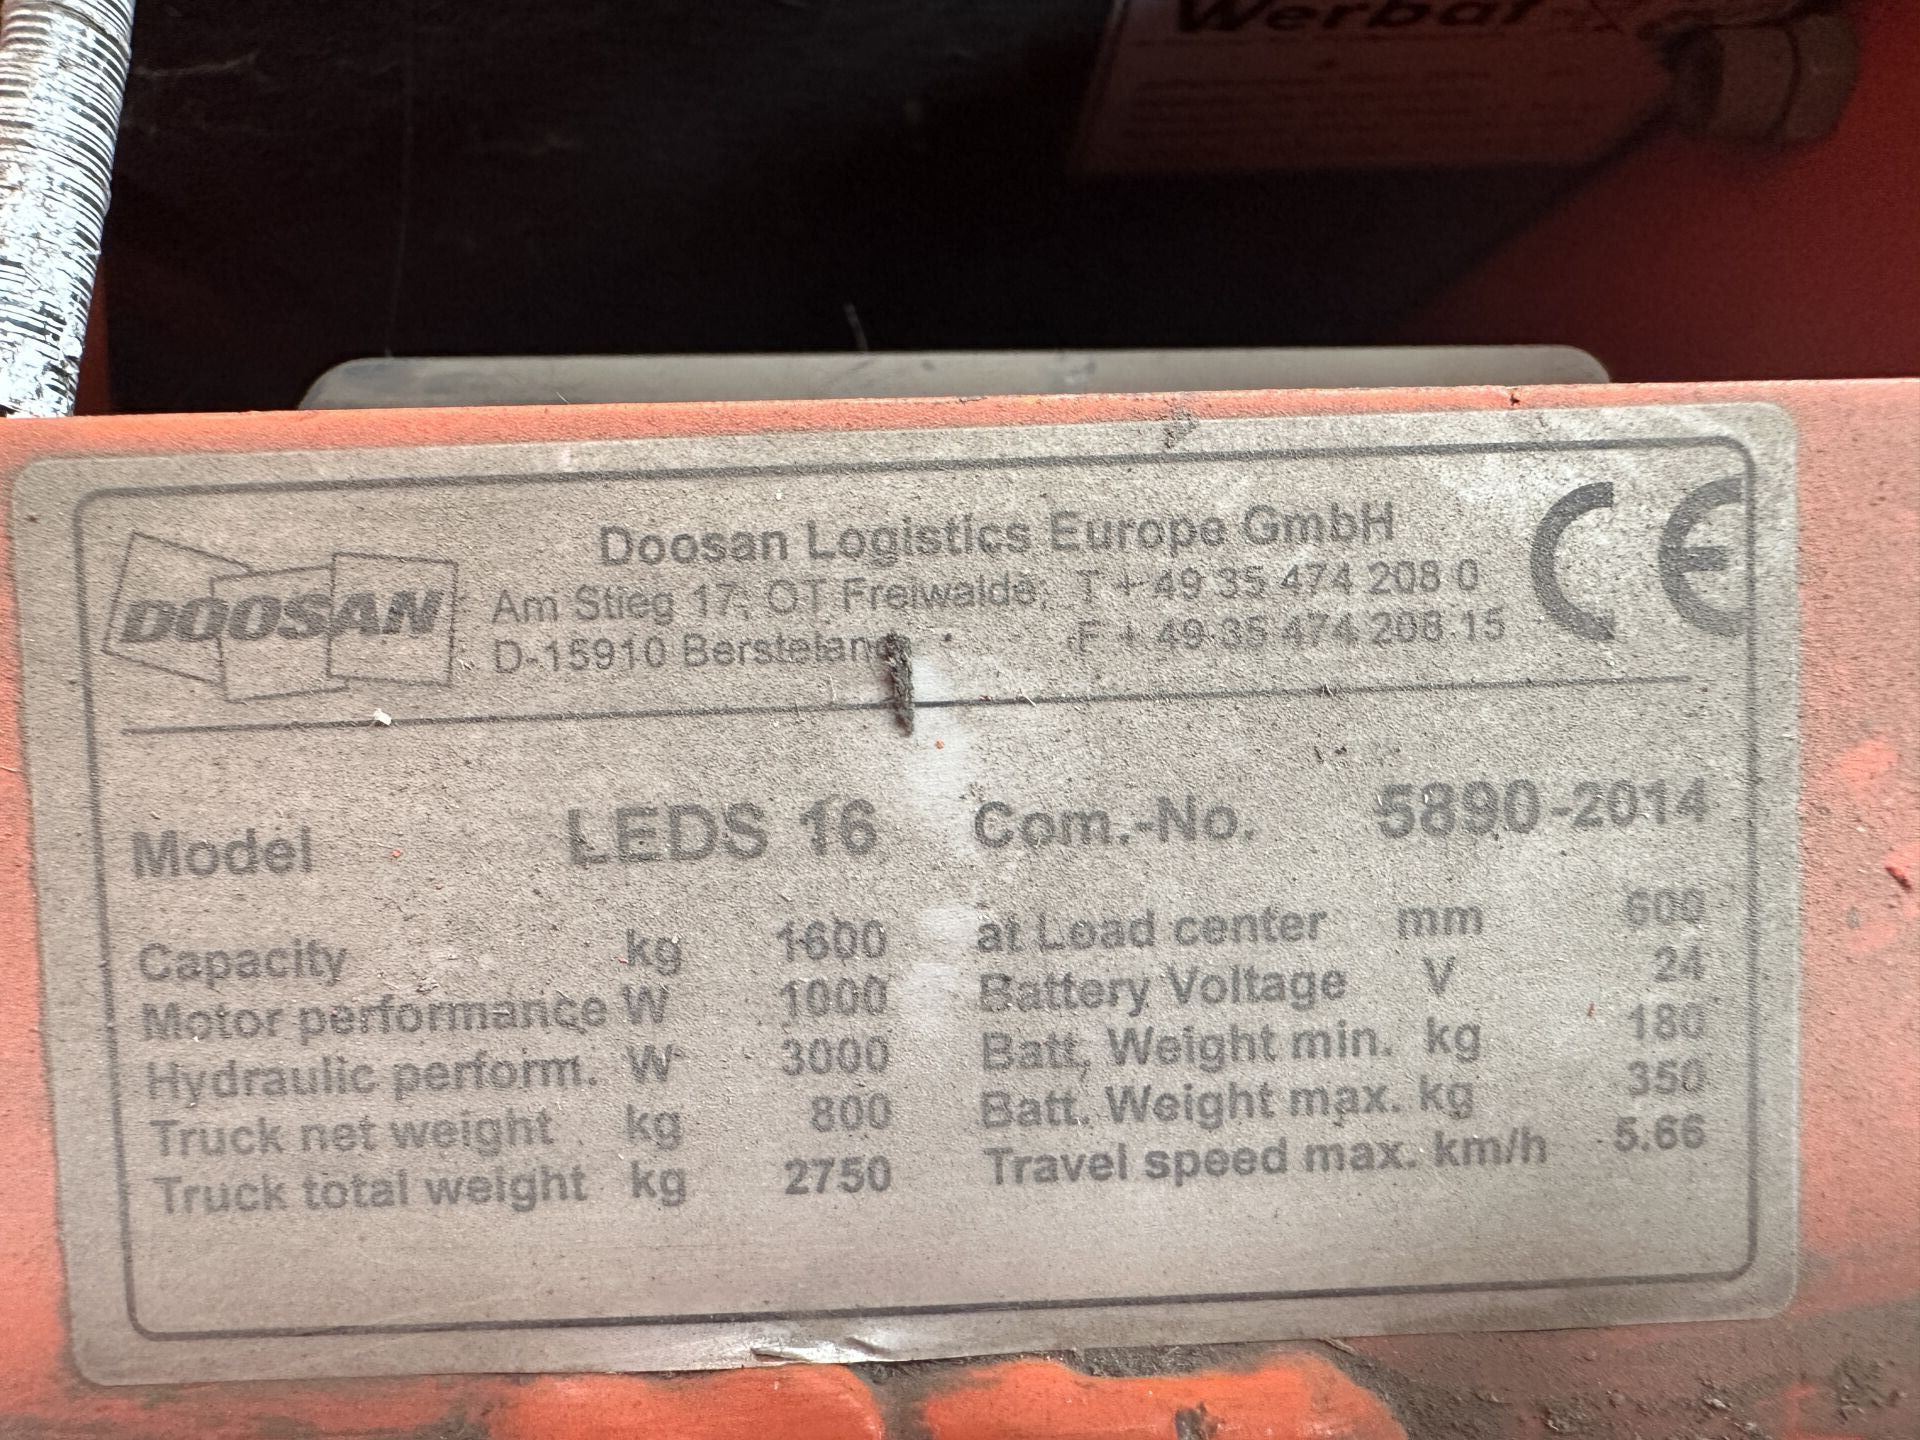 Werbat
DOOSAN
Doosan Logistics Europe GmbH
Am Stieg 17, OT Freiwalde, T + 49 35 474 208 0
D-15910 Bersteland F + 49 35 474 208 15
CE
Model LEDS 16 Com.-No. 5890-2014
Capacity kg 1600 at Load center mm 600
Motor performance W 1000 Battery Voltage V 24
Hydraulic perform. W 3000 Batt. Weight min. kg 180
Truck net weight kg 800 Batt. Weight max. kg 350
Truck total weight kg 2750 Travel speed max. km/h 5.66